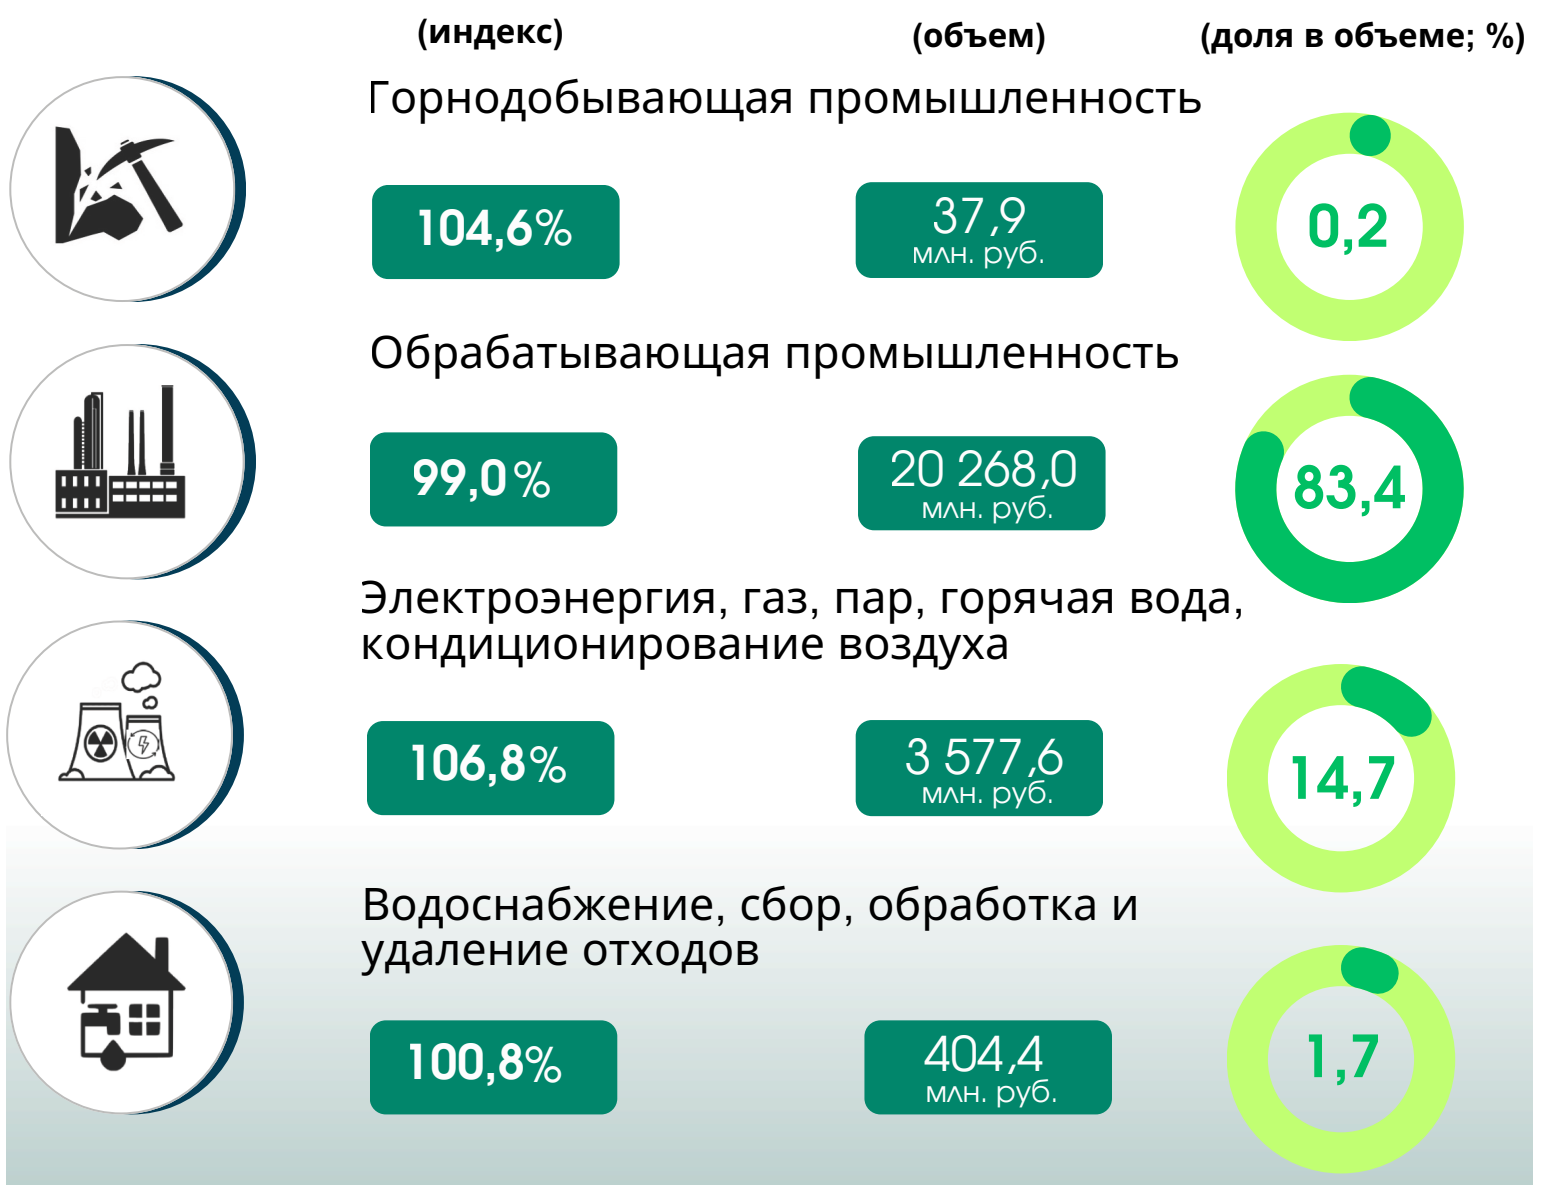 (индекс) (объем) (доля в объеме; %)
Горнодобывающая промышленность
104,6% 37,9 0,2
млн. руб.
Обрабатывающая промышленность
99,0% 20 268,0 83,4
млн. руб.
Электроэнергия, газ, пар, горячая вода,
кондиционирование воздуха
106,8% 3 577,6 14,7
млн. руб.
Водоснабжение, сбор, обработка и
удаление отходов
100,8% 404,4 1,7
млн. руб.